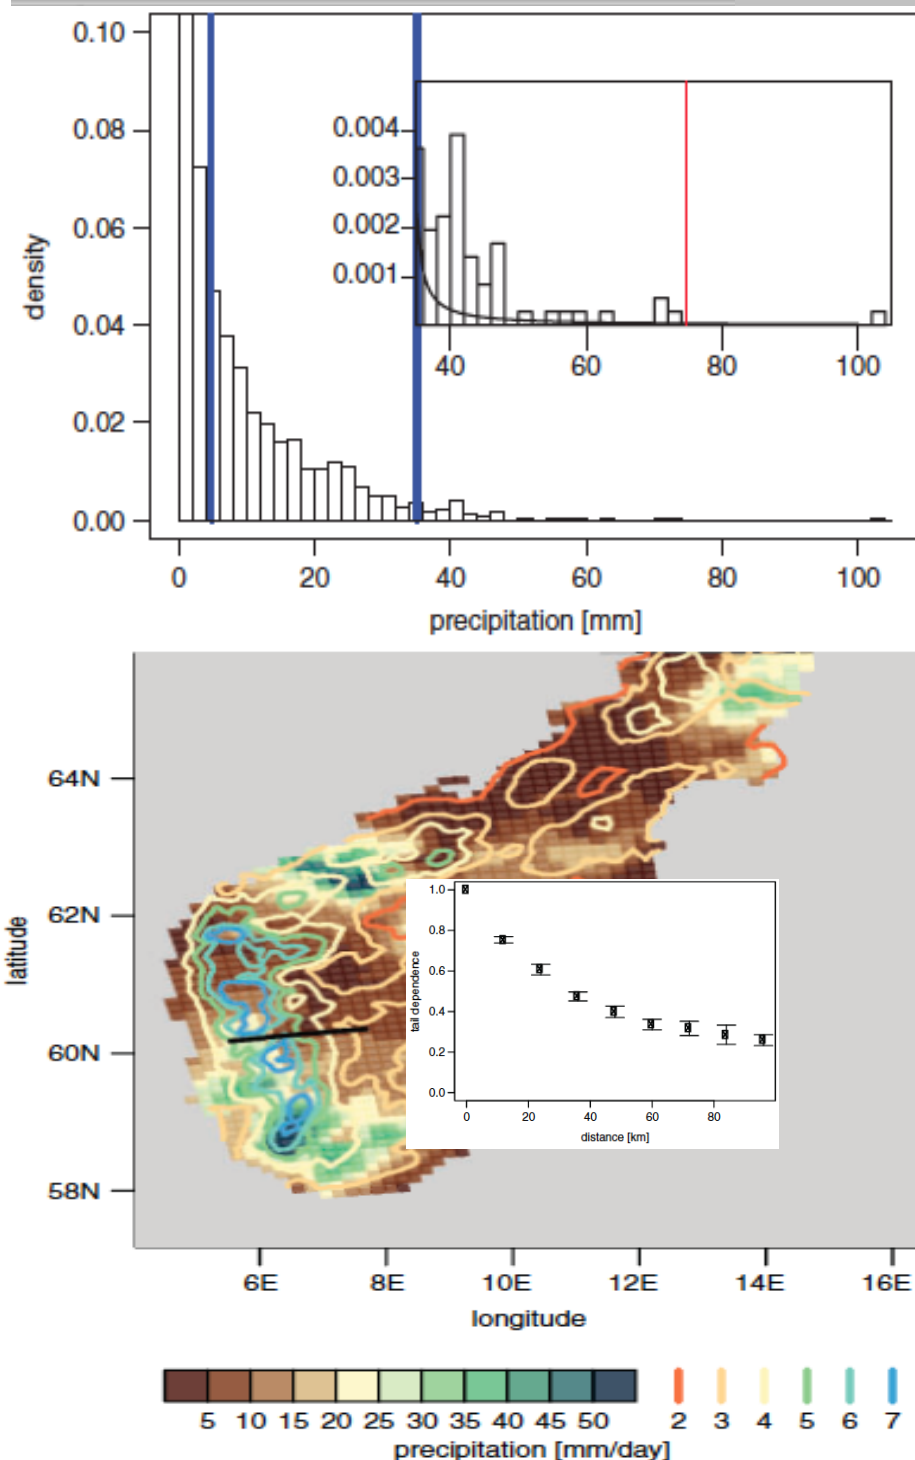 0.10
0.08
0.06
0.04
0.02
0.00
density
0.004
0.003
0.002
0.001
40 60 80 100
0 20 40 60 80 100
precipitation [mm]
64N
62N
60N
58N
latitude
1.0
0.8
0.6
0.4
0.2
0.0
tail dependence
0 20 40 60 80
distance [km]
6E 8E 10E 12E 14E 16E
longitude
5 10 15 20 25 30 35 40 45 50 2 3 4 5 6 7
precipitation [mm/day]